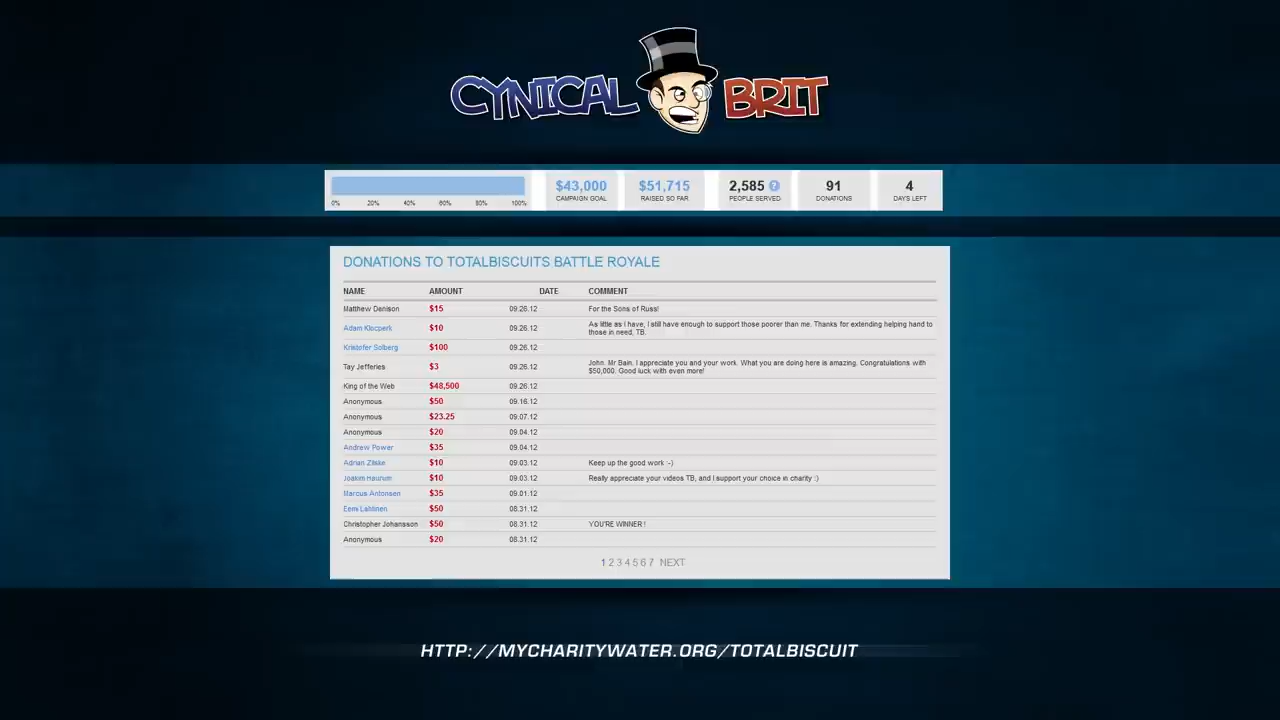 CYNICAL BRIT
$43,000 $51,715 2,585 ? 91 4
0% 20% 40% 60% 80% 100% CAMPAIGN GOAL RAISED SO FAR PEOPLE SERVED DONATIONS DAYS LEFT
DONATIONS TO TOTALBISCUITS BATTLE ROYALE
NAME AMOUNT DATE COMMENT
Matthew Denison $15 09.26.12 For the Sons of Russ!
Adam Klocperk $10 09.26.12 As little as I have, I still have enough to support those poorer than me. Thanks for extending helping hand to
those in need, TB.
Kristofer Solberg $100 09.26.12
Tay Jefferies $3 09.26.12 John. Mr Bain. I appreciate you and your work. What you are doing here is amazing. Congratulations with
$50,000. Good luck with even more!
King of the Web $48,500 09.26.12
Anonymous $50 09.16.12
Anonymous $23.25 09.07.12
Anonymous $20 09.04.12
Andrew Power $35 09.04.12
Adrian $10 09.03.12 Keep up the good work :-)
Joakim $10 09.03.12 Really appreciate your videos TB, and I support your choice in charity :)
Marcus Antonsen $35 09.01.12
Eemi $50 08.31.12
Christopher Johansson $50 08.31.12 YOU'RE WINNER !
Anonymous $20 08.31.12
1 2 3 4 5 6 7 NEXT
HTTP://MYCHARITYWATER.ORG/TOTALBISCUIT